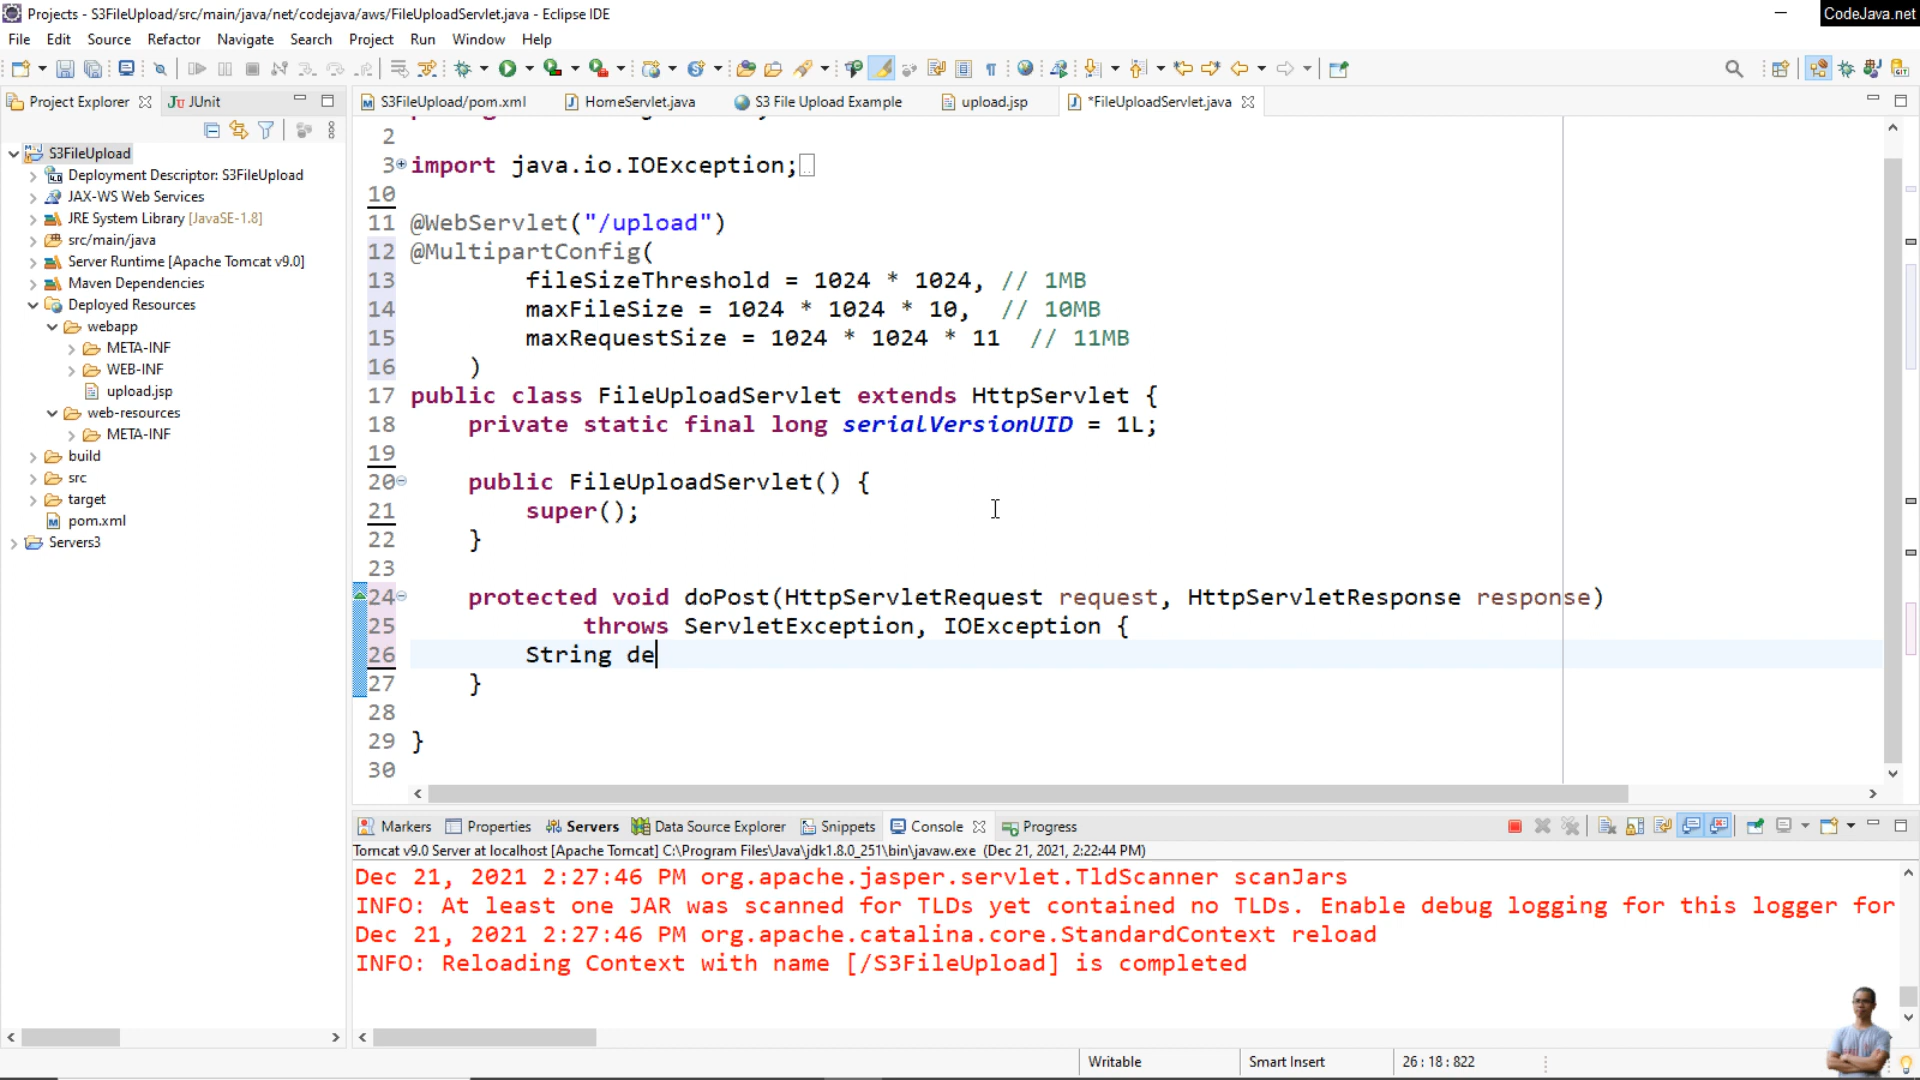 Projects - S3FileUpload/src/main/java/net/codejava/aws/FileUploadServlet.java - Eclipse IDE
CodeJava.net
File Edit Source Refactor Navigate Search Project Run Window Help
Project Explorer JUnit
S3FileUpload/pom.xml HomeServlet.java S3 File Upload Example upload.jsp *FileUploadServlet.java
S3FileUpload
Deployment Descriptor: S3FileUpload
JAX-WS Web Services
JRE System Library [JavaSE-1.8]
src/main/java
Server Runtime [Apache Tomcat v9.0]
Maven Dependencies
Deployed Resources
webapp
META-INF
WEB-INF
upload.jsp
web-resources
META-INF
build
src
target
pom.xml
Servers3
2
3 import java.io.IOException;
10
11 @WebServlet("/upload")
12 @MultipartConfig(
13 fileSizeThreshold = 1024 * 1024, // 1MB
14 maxFileSize = 1024 * 1024 * 10, // 10MB
15 maxRequestSize = 1024 * 1024 * 11 // 11MB
16 )
17 public class FileUploadServlet extends HttpServlet {
18 private static final long serialVersionUID = 1L;
19
20 public FileUploadServlet() {
21 super();
22 }
23
24 protected void doPost(HttpServletRequest request, HttpServletResponse response)
25 throws ServletException, IOException {
26 String de
27 }
28
29 }
30
Markers Properties Servers Data Source Explorer Snippets Console Progress
Tomcat v9.0 Server at localhost [Apache Tomcat] C:\Program Files\Java\jdk1.8.0_251\bin\javaw.exe (Dec 21, 2021, 2:22:44 PM)
Dec 21, 2021 2:27:46 PM org.apache.jasper.servlet.TldScanner scanJars
INFO: At least one JAR was scanned for TLDs yet contained no TLDs. Enable debug logging for this logger for
Dec 21, 2021 2:27:46 PM org.apache.catalina.core.StandardContext reload
INFO: Reloading Context with name [/S3FileUpload] is completed
Writable Smart Insert 26 : 18 : 822